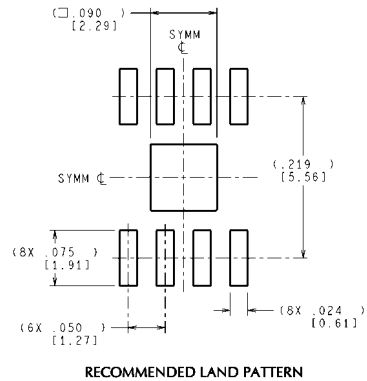 (□ .090 )
[2.29]
SYMM
℄
(.219 )
[5.56]
SYMM ℄
(8X .075 )
[1.91]
(8X .024 )
[0.61]
(6X .050 )
[1.27]
RECOMMENDED LAND PATTERN